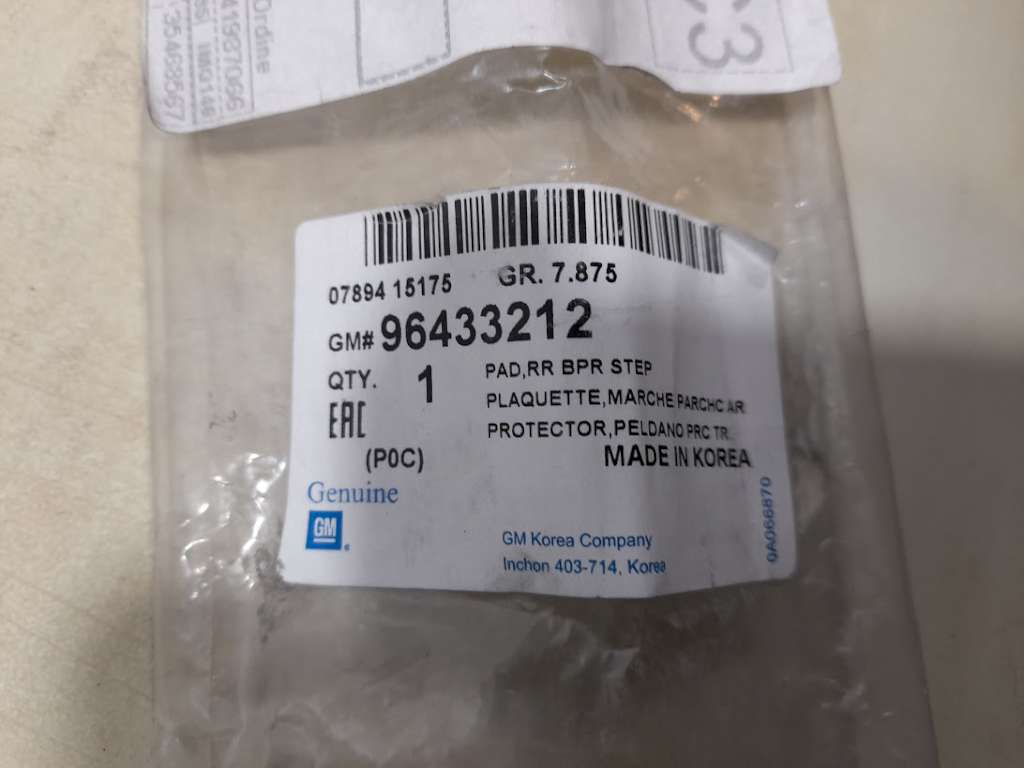 Ordine
C3
07894 15175 GR. 7.875
GM# 96433212
QTY. 1 PAD,RR BPR STEP
PLAQUETTE,MARCHE PARCHC AR
EAC PROTECTOR,PELDANO PRC TR
(P0C) MADE IN KOREA
Genuine
GM
GM Korea Company
Inchon 403-714, Korea
0A066870